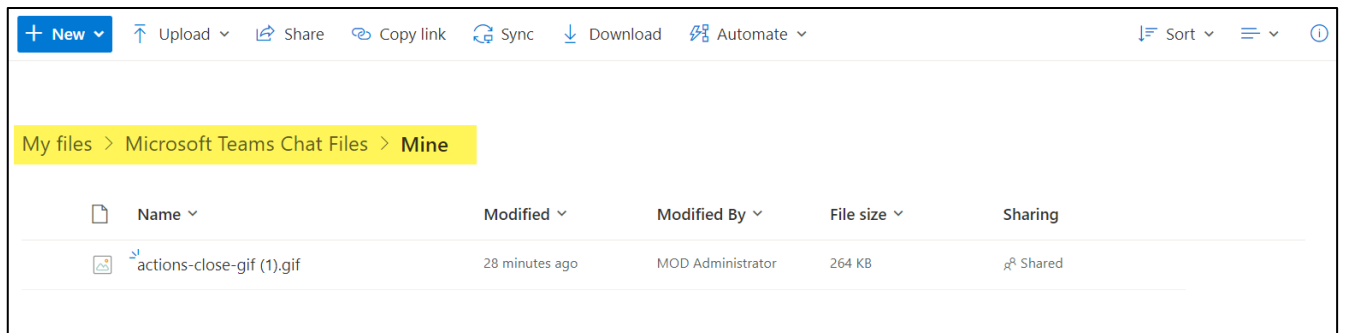 + New Upload Share Copy link Sync Download Automate Sort
My files > Microsoft Teams Chat Files > Mine
Name Modified Modified By File size Sharing
actions-close-gif (1).gif 28 minutes ago MOD Administrator 264 KB Shared